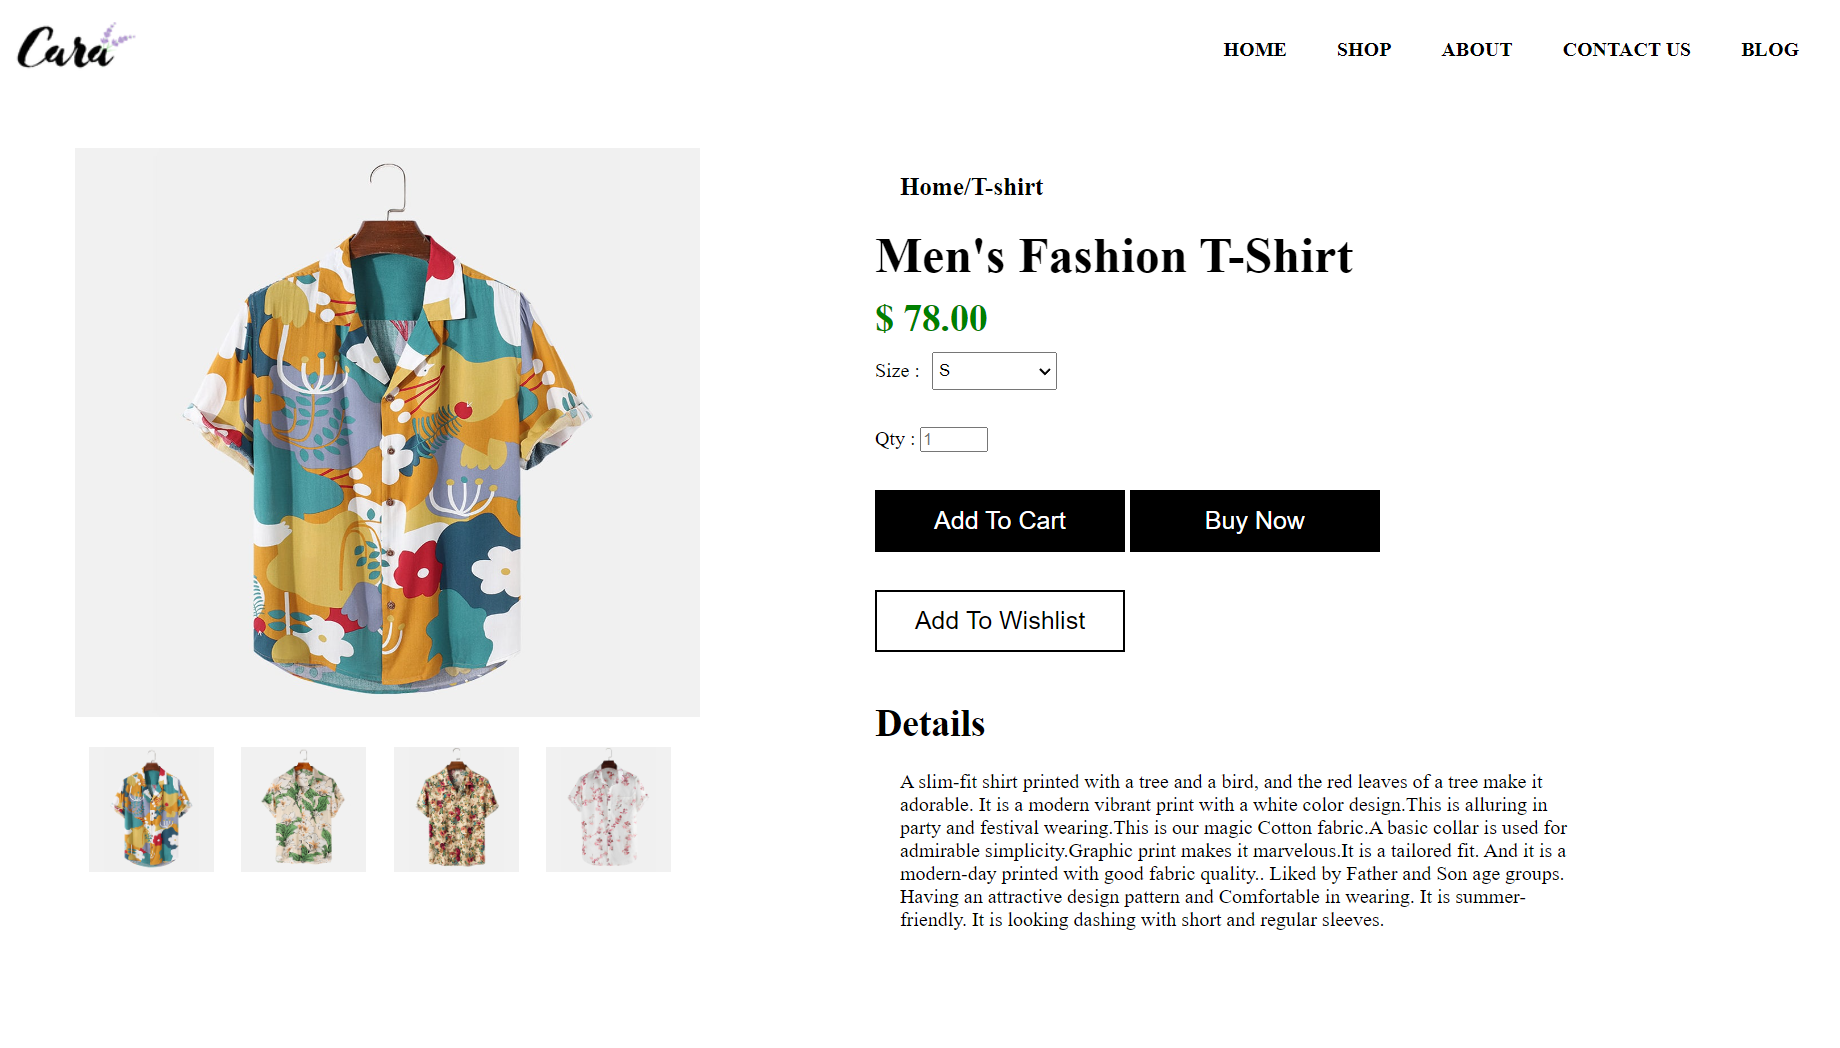 Cara
HOME SHOP ABOUT CONTACT US BLOG
Home/T-shirt
Men's Fashion T-Shirt
$ 78.00
Size : S
Qty : 1
Add To Cart Buy Now
Add To Wishlist
Details
A slim-fit shirt printed with a tree and a bird, and the red leaves of a tree make it
adorable. It is a modern vibrant print with a white color design.This is alluring in
party and festival wearing.This is our magic Cotton fabric.A basic collar is used for
admirable simplicity.Graphic print makes it marvelous.It is a tailored fit. And it is a
modern-day printed with good fabric quality.. Liked by Father and Son age groups.
Having an attractive design pattern and Comfortable in wearing. It is summer-
friendly. It is looking dashing with short and regular sleeves.